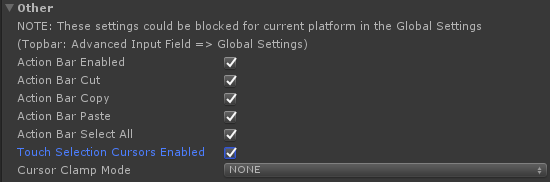 Other
NOTE: These settings could be blocked for current platform in the Global Settings
(Topbar: Advanced Input Field => Global Settings)
Action Bar Enabled
Action Bar Cut
Action Bar Copy
Action Bar Paste
Action Bar Select All
Touch Selection Cursors Enabled
Cursor Clamp Mode NONE